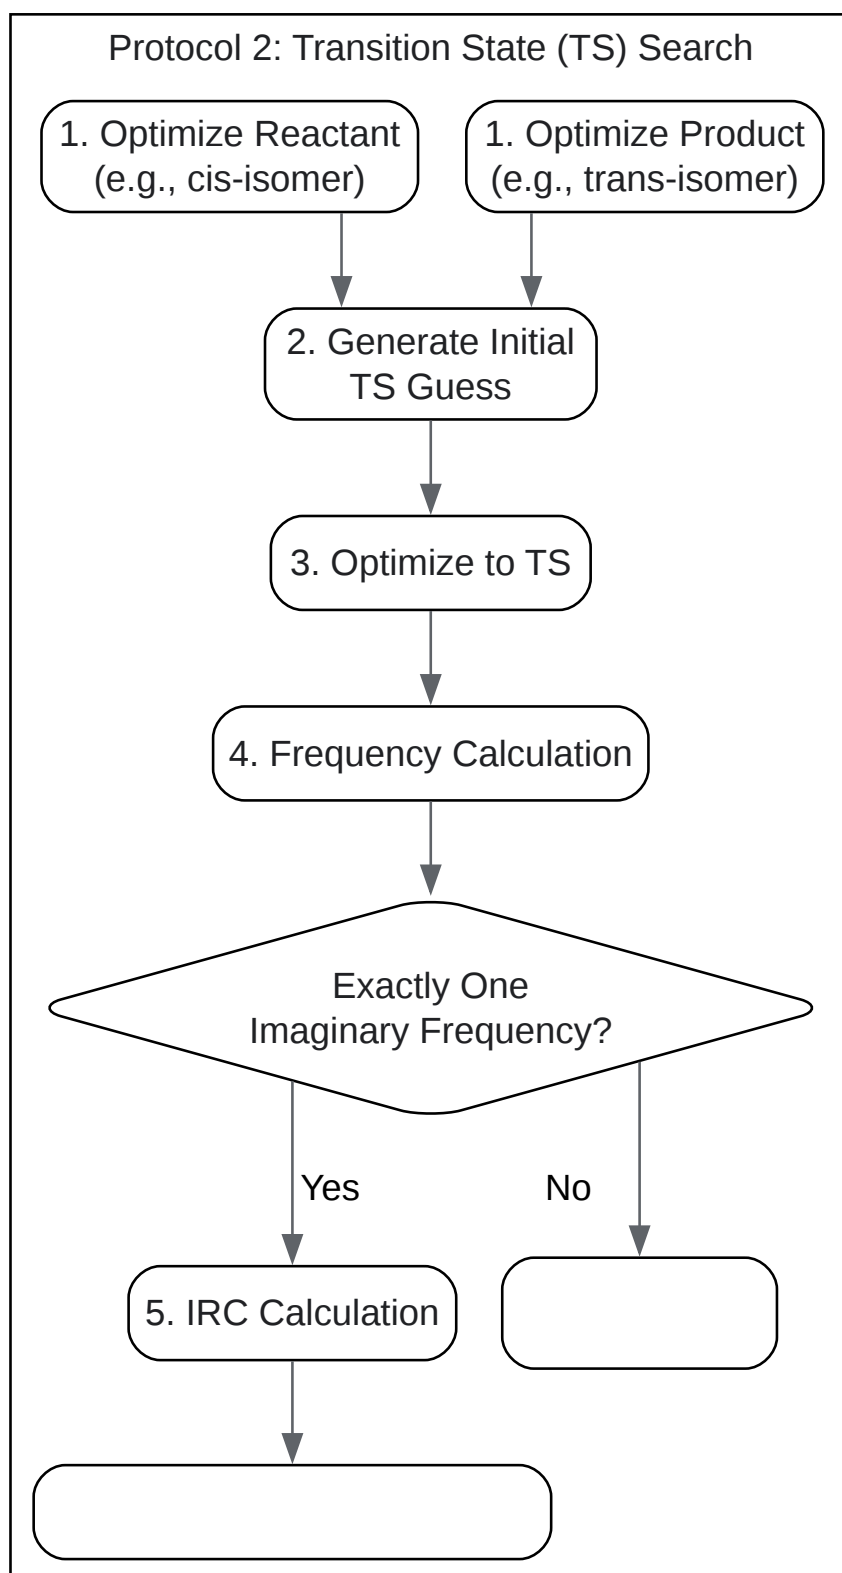 Protocol 2: Transition State (TS) Search
1. Optimize Reactant
(e.g., cis-isomer)
1. Optimize Product
(e.g., trans-isomer)
2. Generate Initial
TS Guess
3. Optimize to TS
4. Frequency Calculation
Exactly One
Imaginary Frequency?
Yes
No
5. IRC Calculation